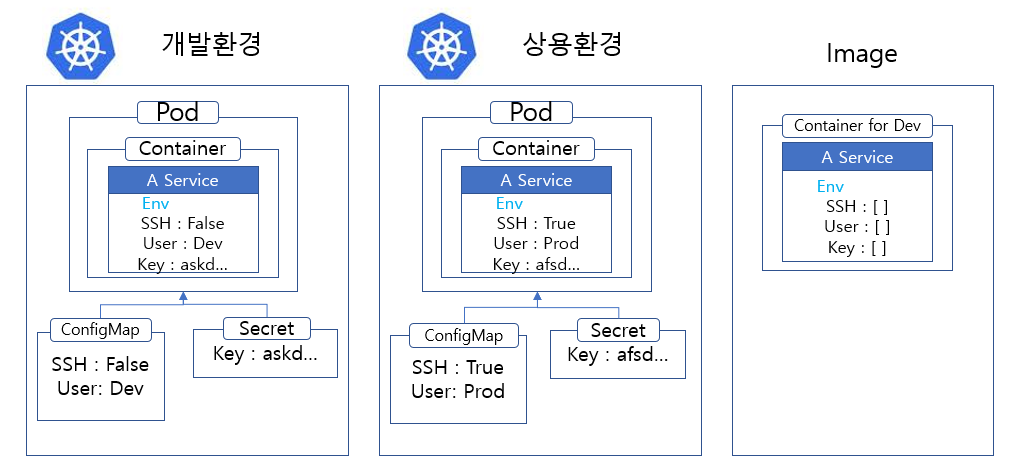 개발환경
Pod
Container
A Service
Env
SSH : False
User : Dev
Key : askd...
ConfigMap
SSH : False
User: Dev
Secret
Key : askd...
상용환경
Pod
Container
A Service
Env
SSH : True
User : Prod
Key : afsd...
ConfigMap
SSH : True
User: Prod
Secret
Key : afsd...
Image
Container for Dev
A Service
Env
SSH : [ ]
User : [ ]
Key : [ ]